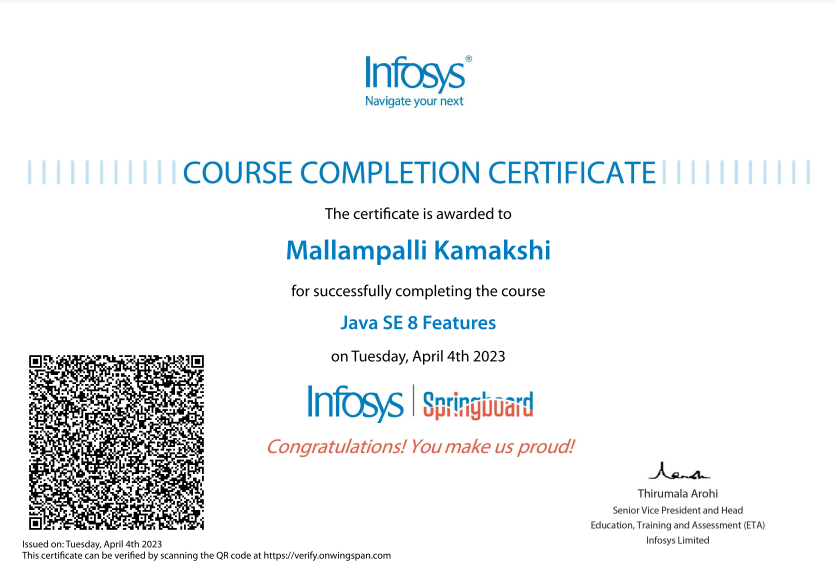 Infosys®
Navigate your next
COURSE COMPLETION CERTIFICATE
The certificate is awarded to
Mallampalli Kamakshi
for successfully completing the course
Java SE 8 Features
on Tuesday, April 4th 2023
Infosys | Springboard
Congratulations! You make us proud!
Thirumala Arohi
Senior Vice President and Head
Education, Training and Assessment (ETA)
Infosys Limited
Issued on: Tuesday, April 4th 2023
This certificate can be verified by scanning the QR code at https://verify.onwingspan.com